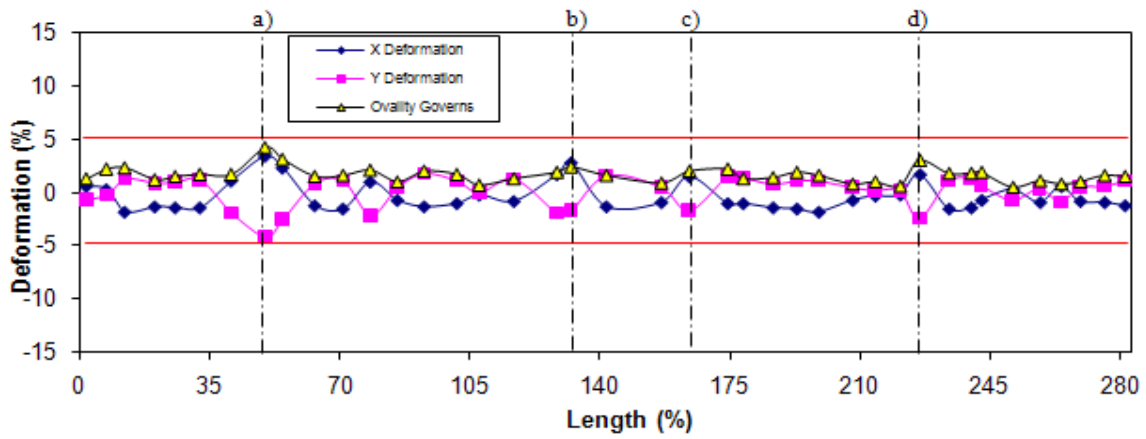 a) b) c) d)
15
10
5
0
-5
-10
-15
Deformation (%)
X Deformation
Y Deformation
Ovality Governs
0 35 70 105 140 175 210 245 280
Length (%)